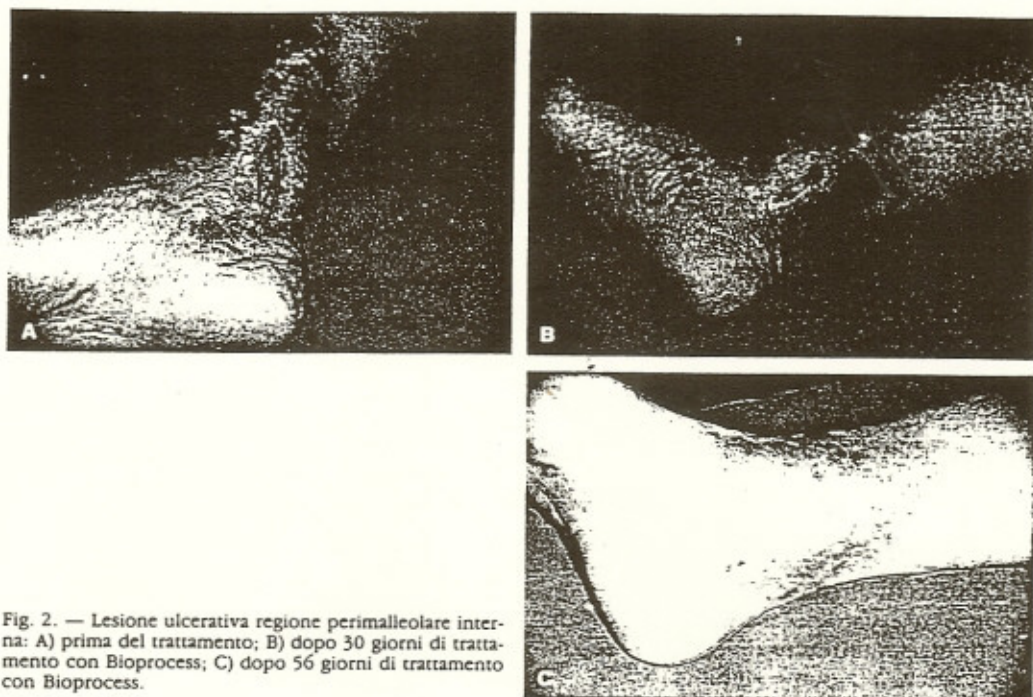 A
B
C
Fig. 2. — Lesione ulcerativa regione perimalleolare inter-
na: A) prima del trattamento; B) dopo 30 giorni di tratta-
mento con Bioprocess; C) dopo 56 giorni di trattamento
con Bioprocess.